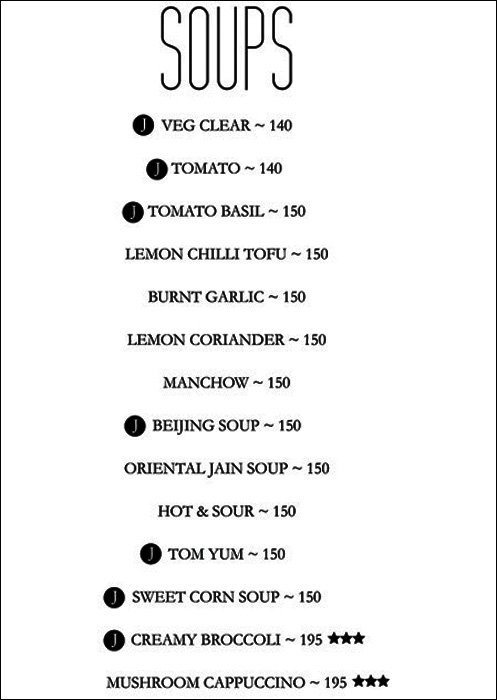 SOUPS
J VEG CLEAR ~ 140
J TOMATO ~ 140
J TOMATO BASIL ~ 150
LEMON CHILLI TOFU ~ 150
BURNT GARLIC ~ 150
LEMON CORIANDER ~ 150
MANCHOW ~ 150
J BEIJING SOUP ~ 150
ORIENTAL JAIN SOUP ~ 150
HOT & SOUR ~ 150
J TOM YUM ~ 150
J SWEET CORN SOUP ~ 150
J CREAMY BROCCOLI ~ 195 ★★★
MUSHROOM CAPPUCCINO ~ 195 ★★★